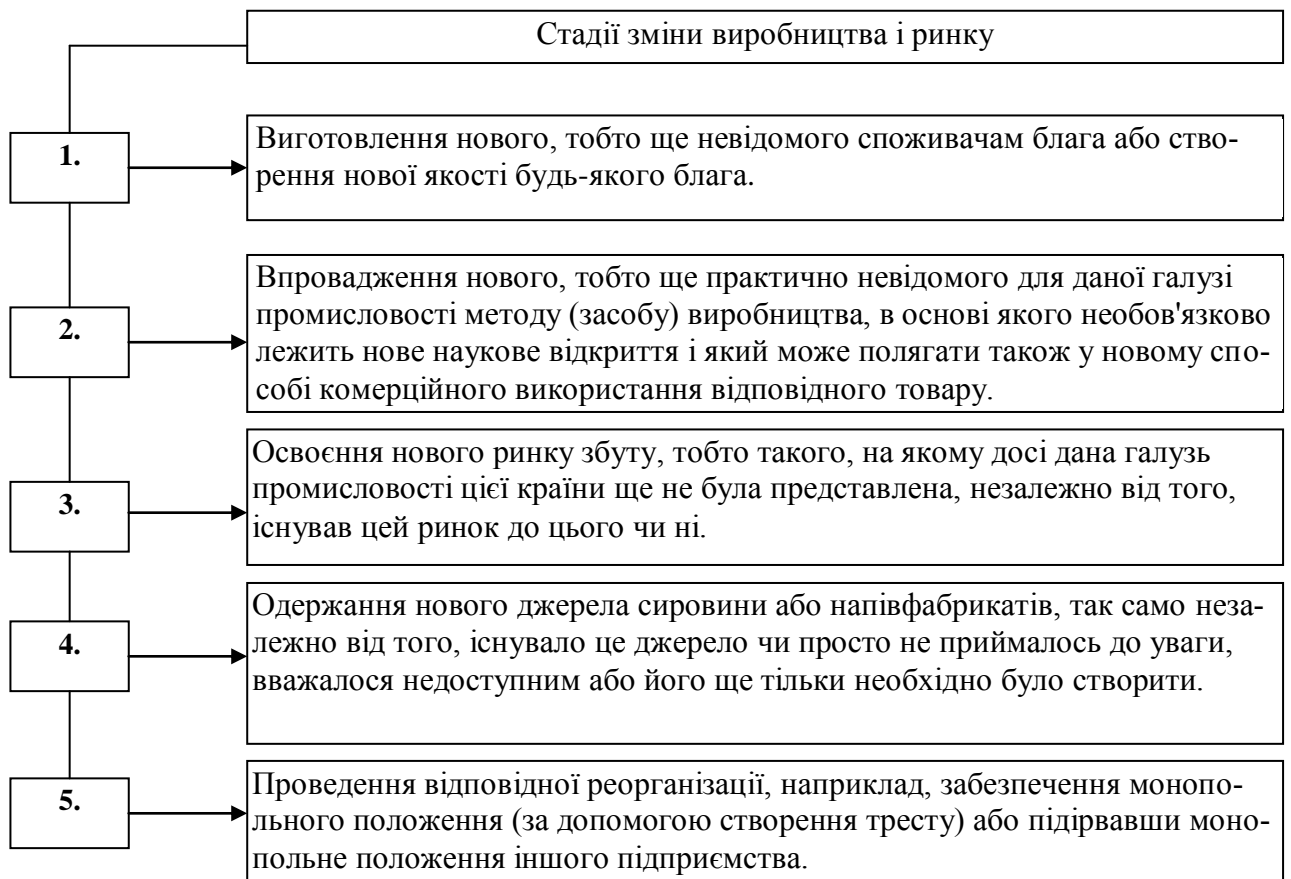 Стадії зміни виробництва і ринку
1.
Виготовлення нового, тобто ще невідомого споживачам блага або ство-
рення нової якості будь-якого блага.
2.
Впровадження нового, тобто ще практично невідомого для даної галузі
промисловості методу (засобу) виробництва, в основі якого необов'язково
лежить нове наукове відкриття і який може полягати також у новому спо-
собі комерційного використання відповідного товару.
3.
Освоєння нового ринку збуту, тобто такого, на якому досі дана галузь
промисловості цієї країни ще не була представлена, незалежно від того,
існував цей ринок до цього чи ні.
4.
Одержання нового джерела сировини або напівфабрикатів, так само неза-
лежно від того, існувало це джерело чи просто не приймалось до уваги,
вважалося недоступним або його ще тільки необхідно було створити.
5.
Проведення відповідної реорганізації, наприклад, забезпечення монопо-
льного положення (за допомогою створення тресту) або підірвавши моно-
польне положення іншого підприємства.